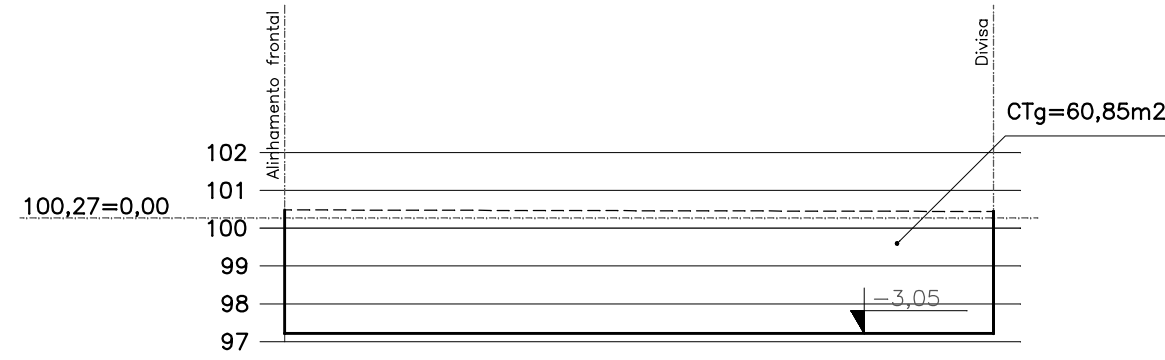 Alinhamento frontal
Divisa
CTg=60,85m2
102
101
100,27=0,00
100
99
98
-3,05
97